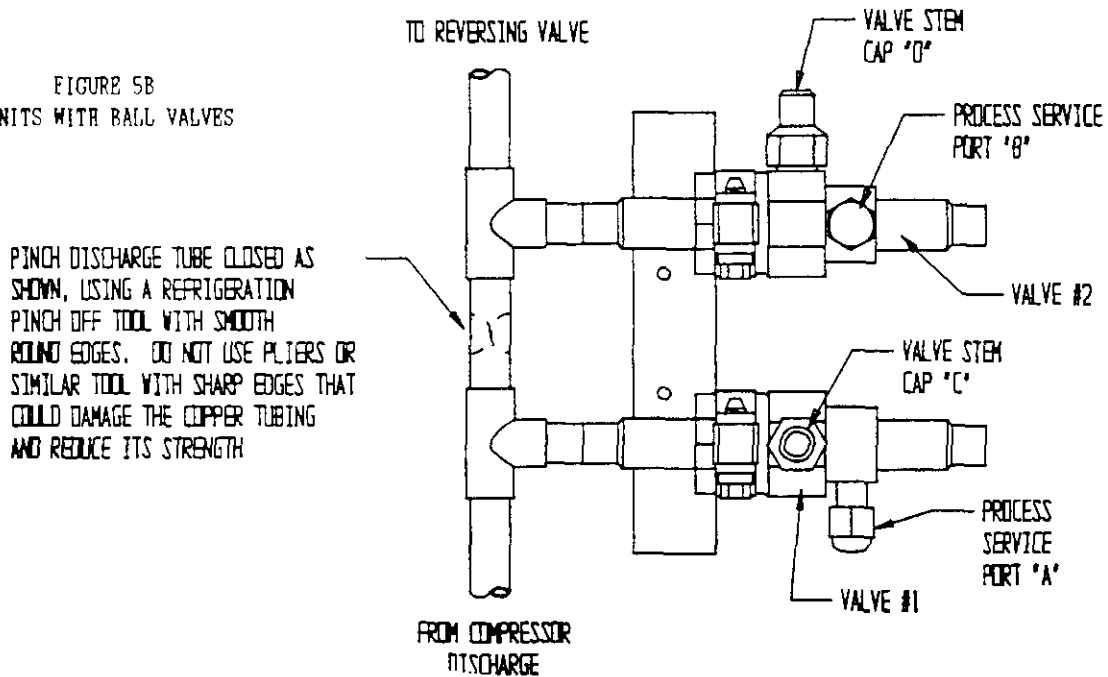 TO REVERSING VALVE
VALVE STEM
CAP "D"
FIGURE 5B
NITS WITH BALL VALVES
PROCESS SERVICE
PORT "B"
PINCH DISCHARGE TUBE CLOSED AS
SHOWN, USING A REFRIGERATION
PINCH OFF TOOL WITH SMOOTH
ROUND EDGES. DO NOT USE PLIERS OR
SIMILAR TOOL WITH SHARP EDGES THAT
COULD DAMAGE THE COPPER TUBING
AND REDUCE ITS STRENGTH
VALVE #2
VALVE STEM
CAP "C"
PROCESS
SERVICE
PORT "A"
VALVE #1
FROM COMPRESSOR
DISCHARGE